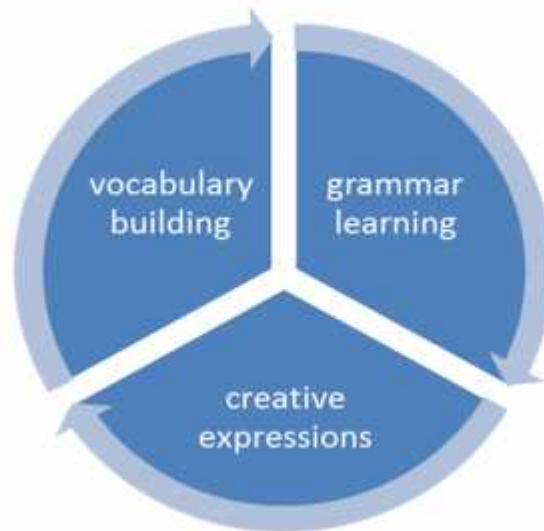 vocabulary
building
grammar
learning
creative
expressions